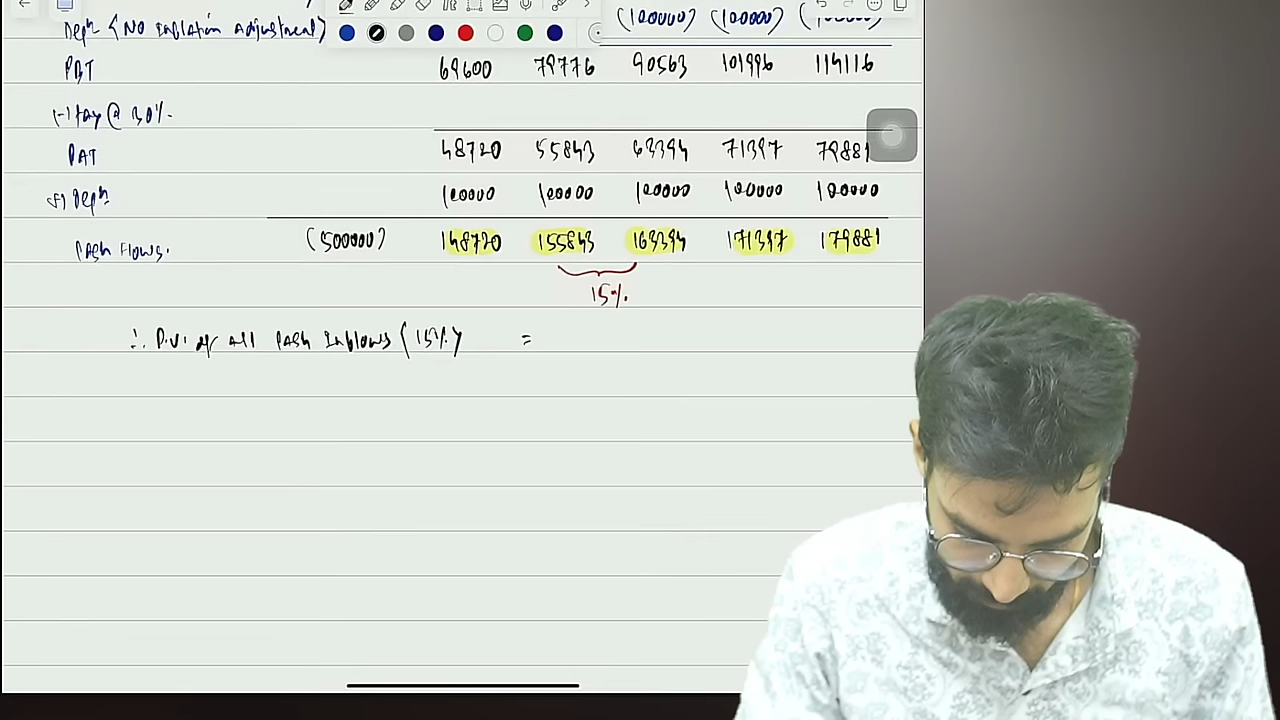 Depn (NO Inflation Adjustment) (100000) (100000)
PBT 69600 79776 90563 101996 114116
(-) Tax @ 30%.
PAT 48720 55843 63394 71397 79881
(+) Depn 100000 100000 100000 100000 100000
Cash Flows. (500000) 148720 155843 163394 171397 179881
15%.
∴ P.V. of all Cash Inflows (15%) =